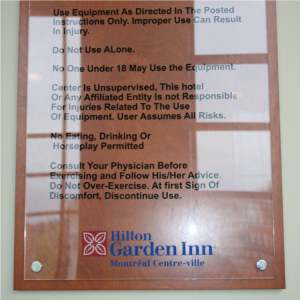 Use Equipment As Directed In The Posted
Instructions Only. Improper Use Can Result
In Injury.
Do Not Use ALone.
No One Under 18 May Use the Equipment.
Center Is Unsupervised, This hotel
Or Any Affiliated Entity Is not Responsible
For Injuries Related To The Use
Of Equipment. User Assumes All Risks.
No Eating, Drinking Or
Horseplay Permitted
Consult Your Physician Before
Exercising and Follow His/Her Advice.
Do Not Over-Exercise. At first Sign Of
Discomfort, Discontinue Use.
Hilton
Garden Inn
Montréal Centre-ville